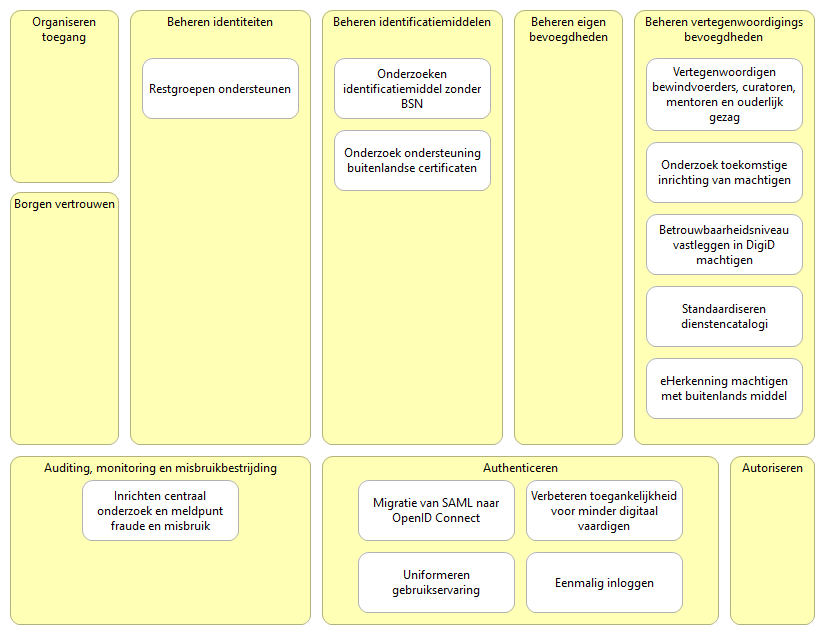 Organiseren
toegang
Borgen vertrouwen
Beheren identiteiten
Restgroepen ondersteunen
Beheren identificatiemiddelen
Onderzoeken
identificatiemiddel zonder
BSN
Onderzoek ondersteuning
buitenlandse certificaten
Beheren eigen
bevoegdheden
Beheren vertegenwoordigings
bevoegdheden
Vertegenwoordigen
bewindvoerders, curatoren,
mentoren en ouderlijk
gezag
Onderzoek toekomstige
inrichting van machtigen
Betrouwbaarheidsniveau
vastleggen in DigiD
machtigen
Standaardiseren
dienstencatalogi
eHerkenning machtigen
met buitenlands middel
Auditing, monitoring en misbruikbestrijding
Inrichten centraal
onderzoek en meldpunt
fraude en misbruik
Authenticeren
Migratie van SAML naar
OpenID Connect
Verbeteren toegankelijkheid
voor minder digitaal
vaardigen
Uniformeren
gebruikservaring
Eenmalig inloggen
Autoriseren